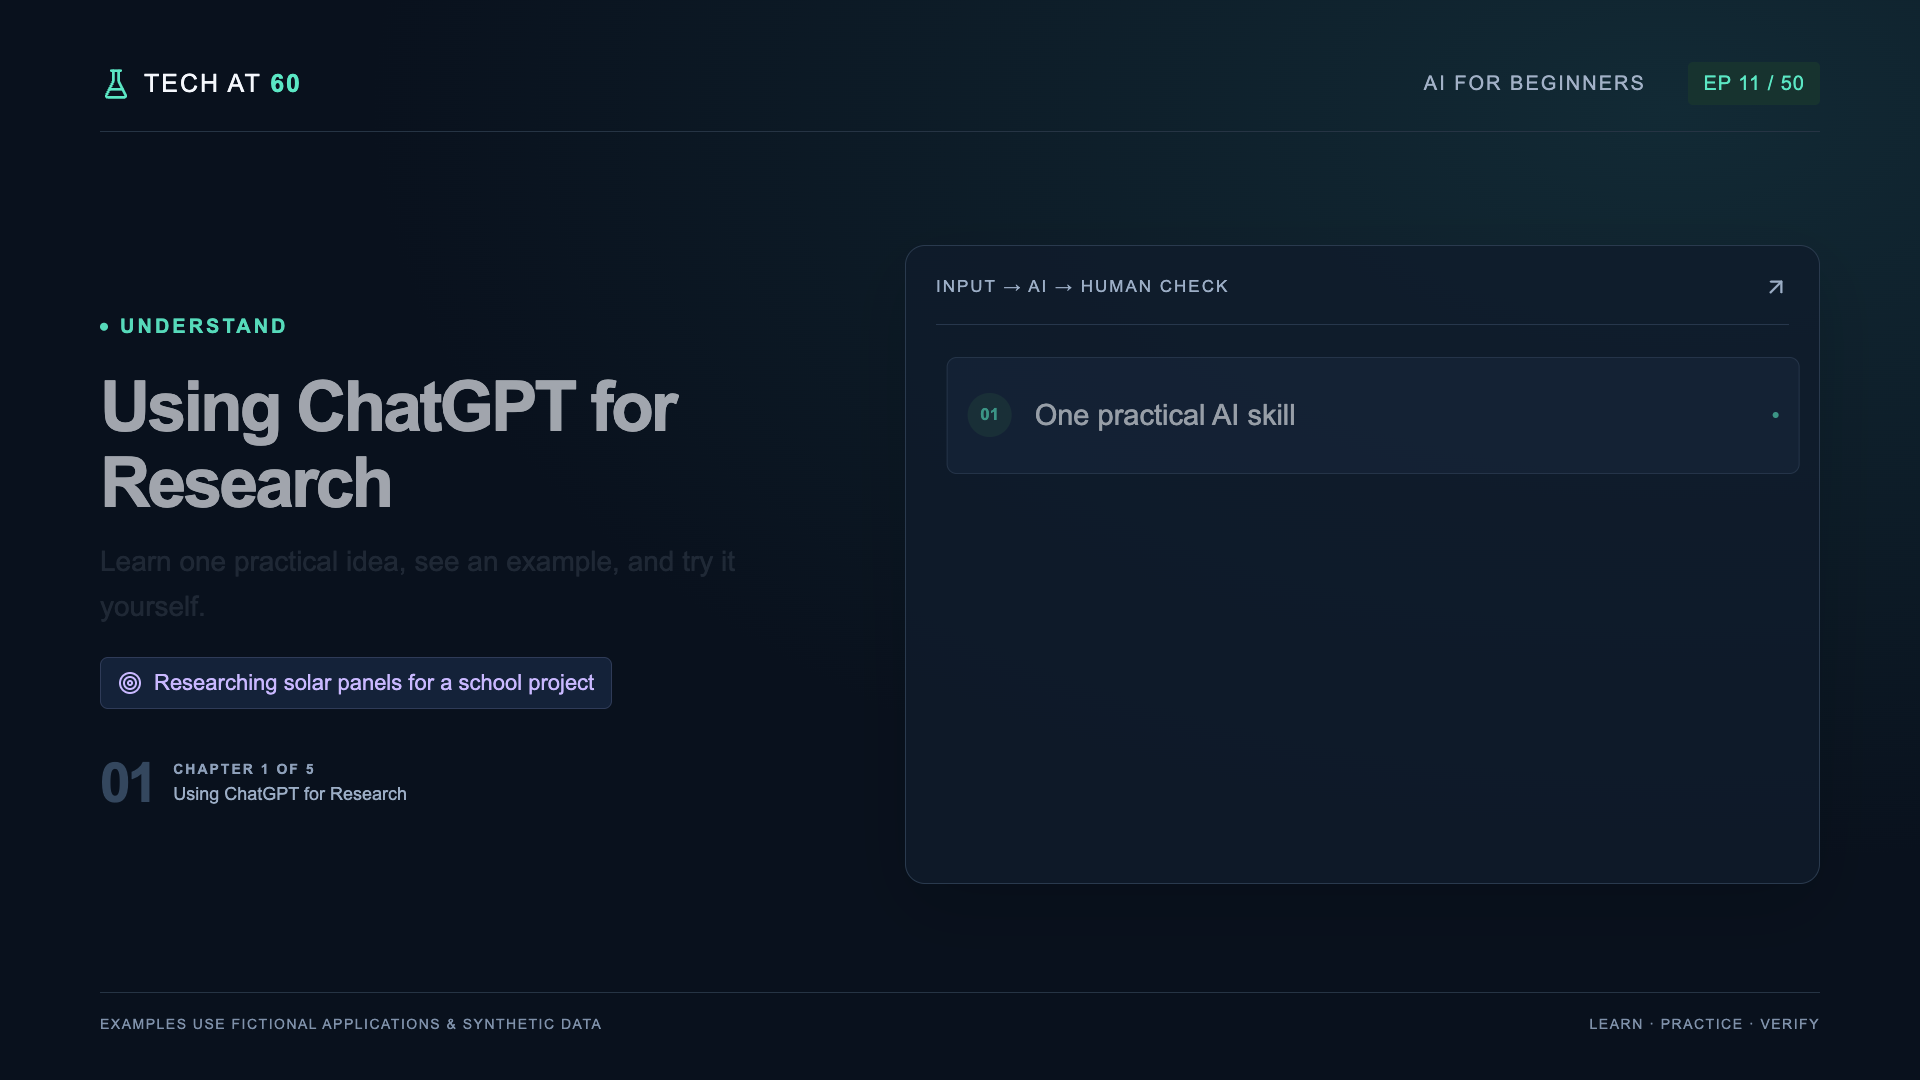 TECH AT 60
AI FOR BEGINNERS
EP 11 / 50
UNDERSTAND
Using ChatGPT for
Research
Learn one practical idea, see an example, and try it
yourself.
Researching solar panels for a school project
01
CHAPTER 1 OF 5
Using ChatGPT for Research
INPUT → AI → HUMAN CHECK
01
One practical AI skill
EXAMPLES USE FICTIONAL APPLICATIONS & SYNTHETIC DATA
LEARN · PRACTICE · VERIFY